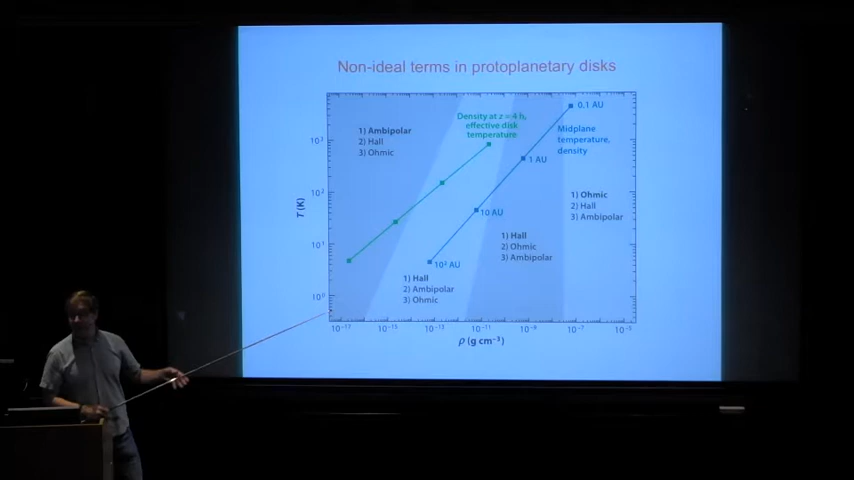 Non-ideal terms in protoplanetary disks
1) Ambipolar
2) Hall
3) Ohmic
Density at z = 4 h,
effective disk
temperature
0.1 AU
Midplane
temperature,
density
1 AU
10 AU
10² AU
1) Ohmic
2) Hall
3) Ambipolar
1) Hall
2) Ohmic
3) Ambipolar
1) Hall
2) Ambipolar
3) Ohmic
T (K)
10³
10²
10¹
10⁰
10⁻¹⁷ 10⁻¹⁵ 10⁻¹³ 10⁻¹¹ 10⁻⁹ 10⁻⁷ 10⁻⁵
ρ (g cm⁻³)